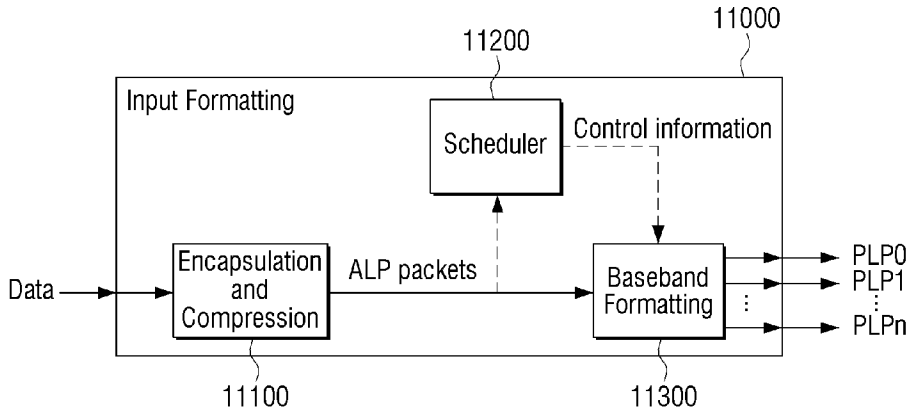 11000
11200
Input Formatting
Scheduler
Control information
Data
Encapsulation
and
Compression
ALP packets
Baseband
Formatting
PLP0
PLP1
PLPn
11100
11300